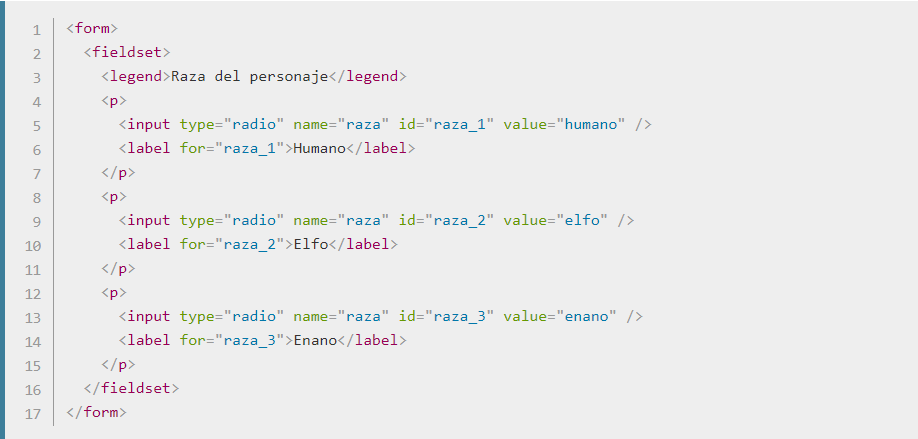 1 <form>
2 <fieldset>
3 <legend>Raza del personaje</legend>
4 <p>
5 <input type="radio" name="raza" id="raza_1" value="humano" />
6 <label for="raza_1">Humano</label>
7 </p>
8 <p>
9 <input type="radio" name="raza" id="raza_2" value="elfo" />
10 <label for="raza_2">Elfo</label>
11 </p>
12 <p>
13 <input type="radio" name="raza" id="raza_3" value="enano" />
14 <label for="raza_3">Enano</label>
15 </p>
16 </fieldset>
17 </form>